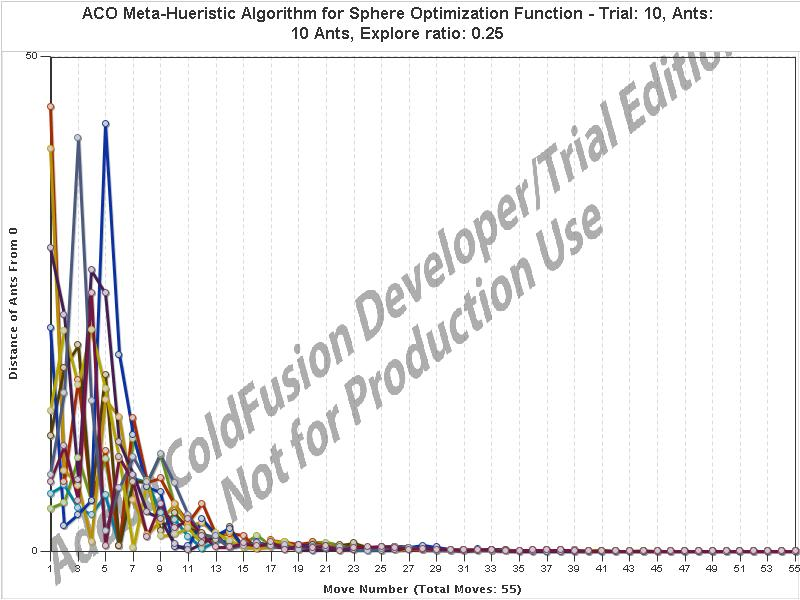 ACO Meta-Hueristic Algorithm for Sphere Optimization Function - Trial: 10, Ants:
10 Ants, Explore ratio: 0.25
50
Distance of Ants From 0
ColdFusion Developer/Trial Edition
Not for Production Use
0
1 3 5 7 9 11 13 15 17 19 21 23 25 27 29 31 33 35 37 39 41 43 45 47 49 51 53 55
Move Number (Total Moves: 55)